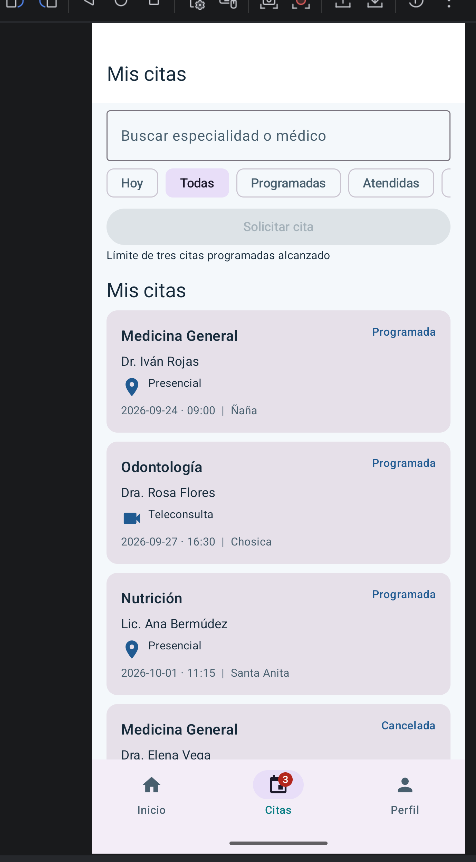 Mis citas
Buscar especialidad o médico
Hoy
Todas
Programadas
Atendidas
Solicitar cita
Límite de tres citas programadas alcanzado
Mis citas
Medicina General
Programada
Dr. Iván Rojas
Presencial
2026-09-24 · 09:00 | Ñaña
Odontología
Programada
Dra. Rosa Flores
Teleconsulta
2026-09-27 · 16:30 | Chosica
Nutrición
Programada
Lic. Ana Bermúdez
Presencial
2026-10-01 · 11:15 | Santa Anita
Medicina General
Cancelada
Dra. Elena Vega
3
Inicio
Citas
Perfil